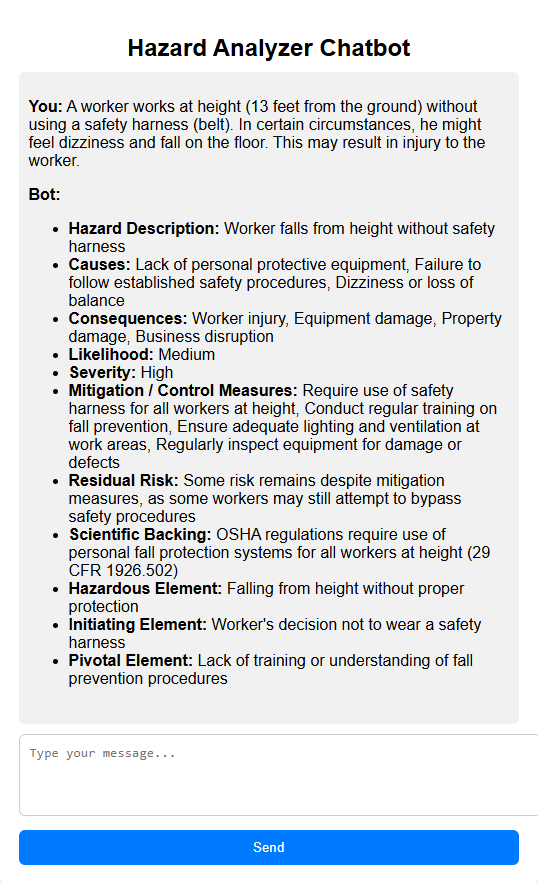 Hazard Analyzer Chatbot
You: A worker works at height (13 feet from the ground) without
using a safety harness (belt). In certain circumstances, he might
feel dizziness and fall on the floor. This may result in injury to the
worker.
Bot:
• Hazard Description: Worker falls from height without safety
harness
• Causes: Lack of personal protective equipment, Failure to
follow established safety procedures, Dizziness or loss of
balance
• Consequences: Worker injury, Equipment damage, Property
damage, Business disruption
• Likelihood: Medium
• Severity: High
• Mitigation / Control Measures: Require use of safety
harness for all workers at height, Conduct regular training on
fall prevention, Ensure adequate lighting and ventilation at
work areas, Regularly inspect equipment for damage or
defects
• Residual Risk: Some risk remains despite mitigation
measures, as some workers may still attempt to bypass
safety procedures
• Scientific Backing: OSHA regulations require use of
personal fall protection systems for all workers at height (29
CFR 1926.502)
• Hazardous Element: Falling from height without proper
protection
• Initiating Element: Worker's decision not to wear a safety
harness
• Pivotal Element: Lack of training or understanding of fall
prevention procedures
Type your message...
Send